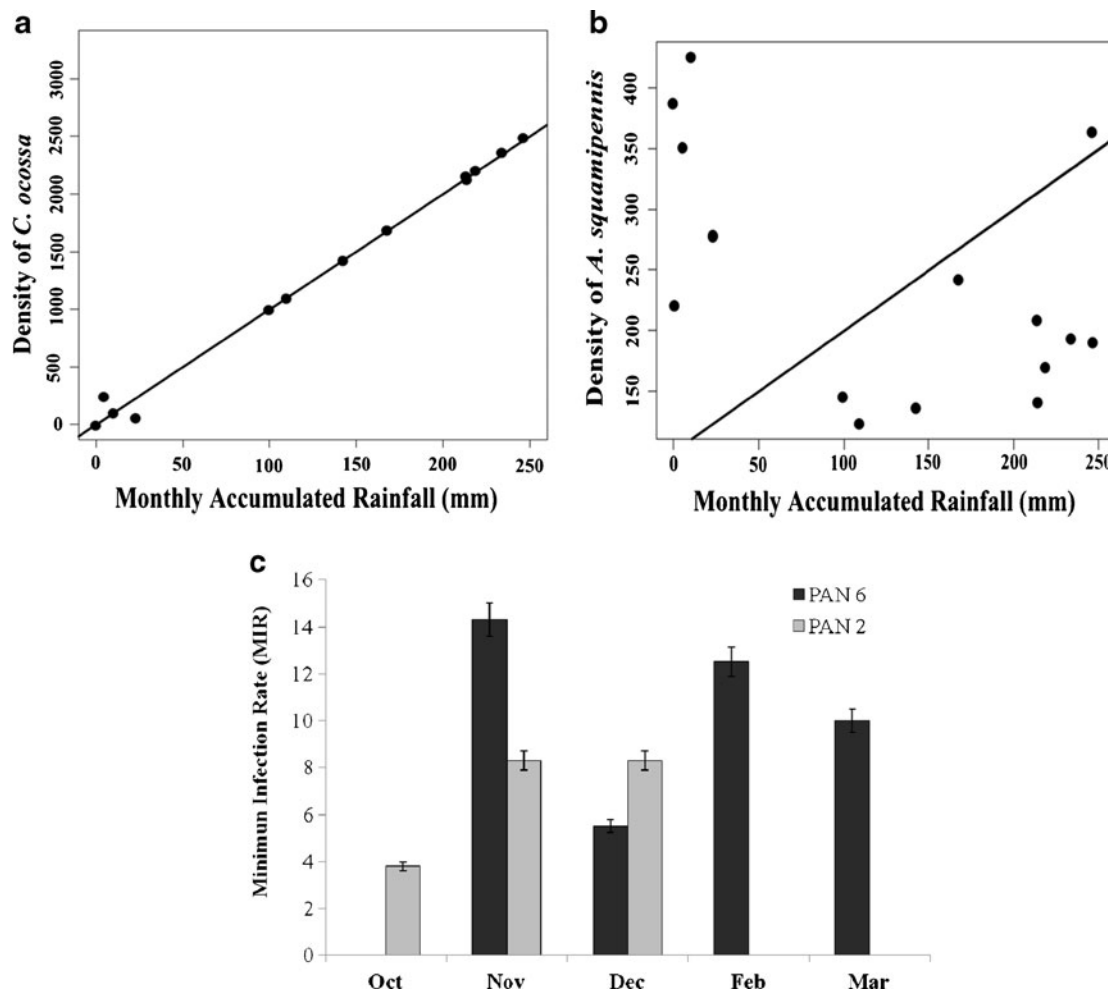 a
Density of C. ocossa
3000
2500
2000
1500
1000
500
0
0 50 100 150 200 250
Monthly Accumulated Rainfall (mm)
b
Density of A. squamipennis
400
350
300
250
200
150
0 50 100 150 200 250
Monthly Accumulated Rainfall (mm)
c
Minimun Infection Rate (MIR)
16
14
12
10
8
6
4
2
0
PAN 6
PAN 2
Oct Nov Dec Feb Mar